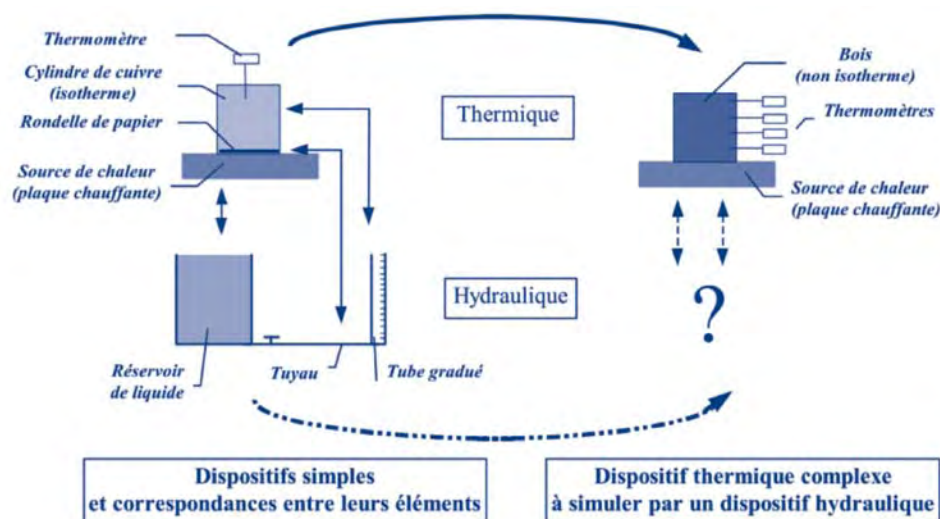 Thermomètre
Cylindre de cuivre
(isotherme)
Rondelle de papier
Source de chaleur
(plaque chauffante)
Thermique
Bois
(non isotherme)
Thermomètres
Source de chaleur
(plaque chauffante)
Hydraulique
?
Réservoir
de liquide
Tuyau
Tube gradué
Dispositifs simples
et correspondances entre leurs éléments
Dispositif thermique complexe
à simuler par un dispositif hydraulique